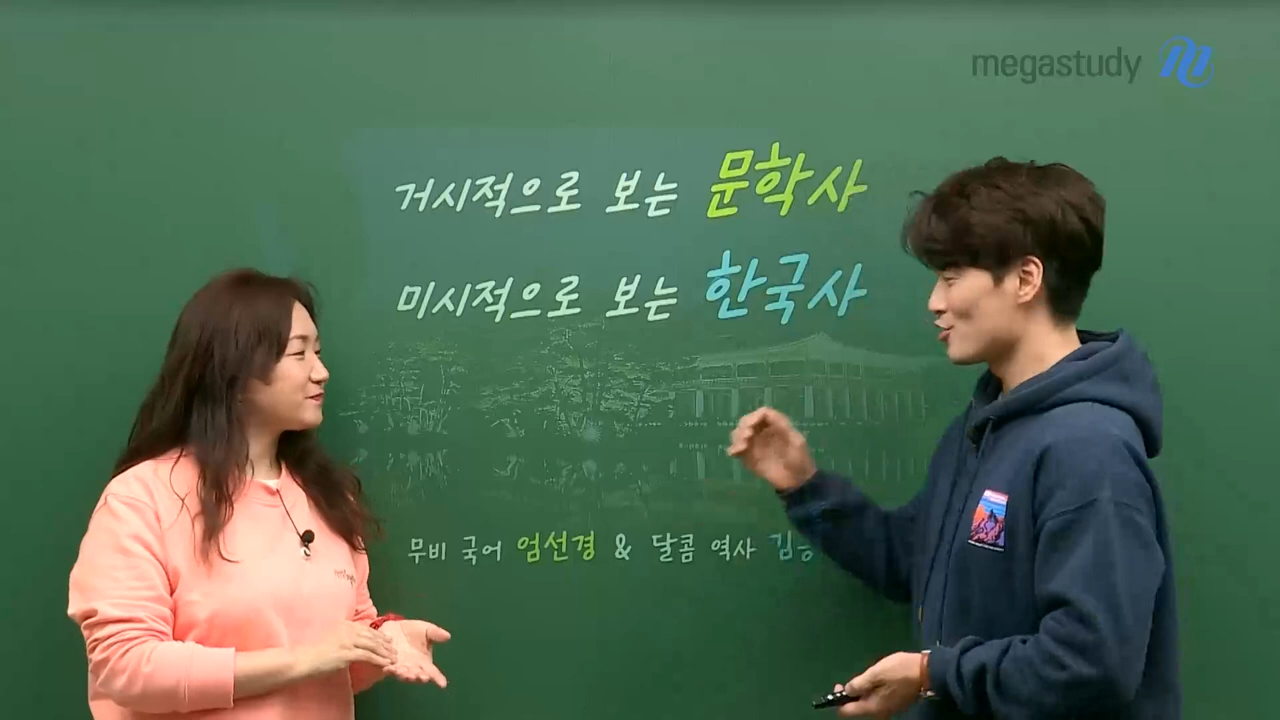 megastudy
거시적으로 보는 문학사
미시적으로 보는 한국사
무비 국어 엄선경 & 달콤 역사